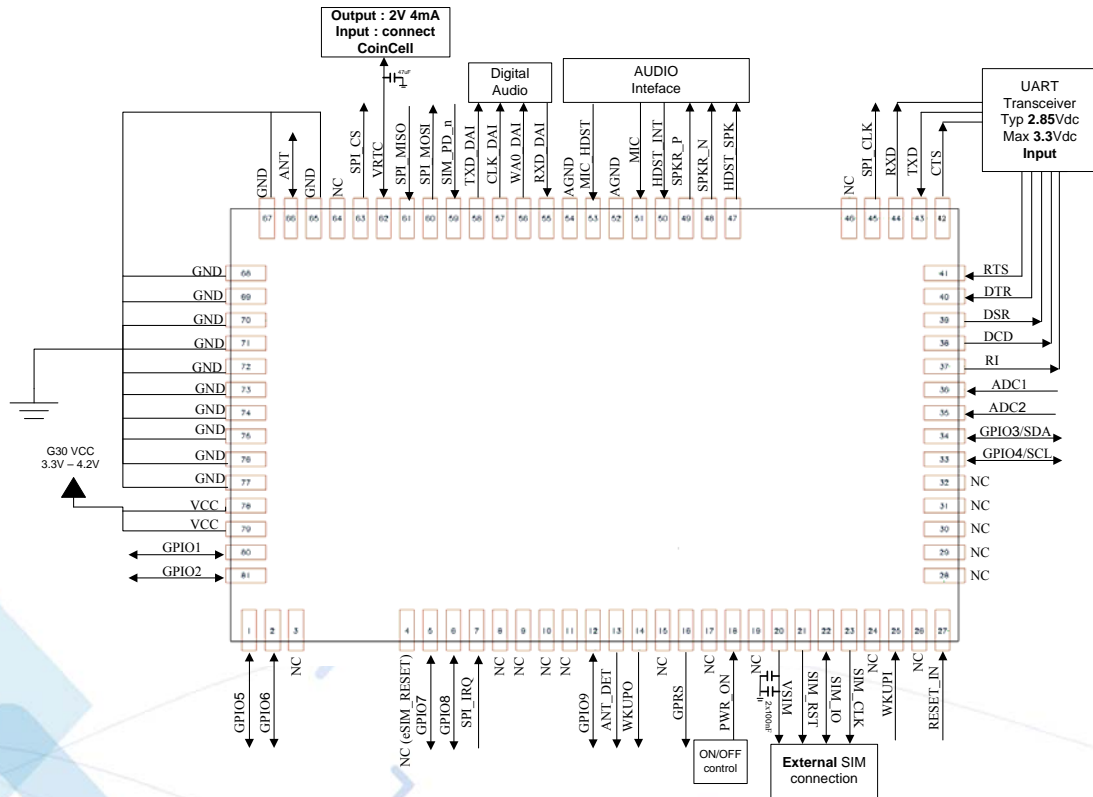 Output : 2V 4mA
Input : connect
CoinCell
47uF
Digital
Audio
AUDIO
Inteface
UART
Transceiver
Typ 2.85Vdc
Max 3.3Vdc
Input
GND
ANT
GND
NC
SPI_CS
VRTC
SPI_MISO
SPI_MOSI
SIM_PD_n
TXD_DAI
CLK_DAI
WA0_DAI
RXD_DAI
AGND
MIC_HDST
AGND
MIC
HDST_INT
SPKR_P
SPKR_N
HDST_SPK
NC
SPI_CLK
RXD
TXD
CTS
67 66 65 64 63 62 61 60 59 58 57 56 55 54 53 52 51 50 49 48 47 46 45 44 43 42
GND 68
GND 69
GND 70
GND 71
GND 72
GND 73
GND 74
GND 75
GND 76
GND 77
G30 VCC
3.3V – 4.2V
VCC 78
VCC 79
GPIO1 80
GPIO2 81
41 RTS
40 DTR
39 DSR
38 DCD
37 RI
36 ADC1
35 ADC2
34 GPIO3/SDA
33 GPIO4/SCL
32 NC
31 NC
30 NC
29 NC
28 NC
1 2 3 4 5 6 7 8 9 10 11 12 13 14 15 16 17 18 19 20 21 22 23 24 25 26 27
GPIO5
GPIO6
NC
NC (eSIM_RESET)
GPIO7
GPIO8
SPI_IRQ
NC
NC
NC
NC
GPIO9
ANT_DET
WKUPO
NC
GPRS
NC
PWR_ON
NC
2x100nF
VSIM
SIM_RST
SIM_IO
SIM_CLK
NC
WKUPI
NC
RESET_IN
ON/OFF
control
External SIM
connection